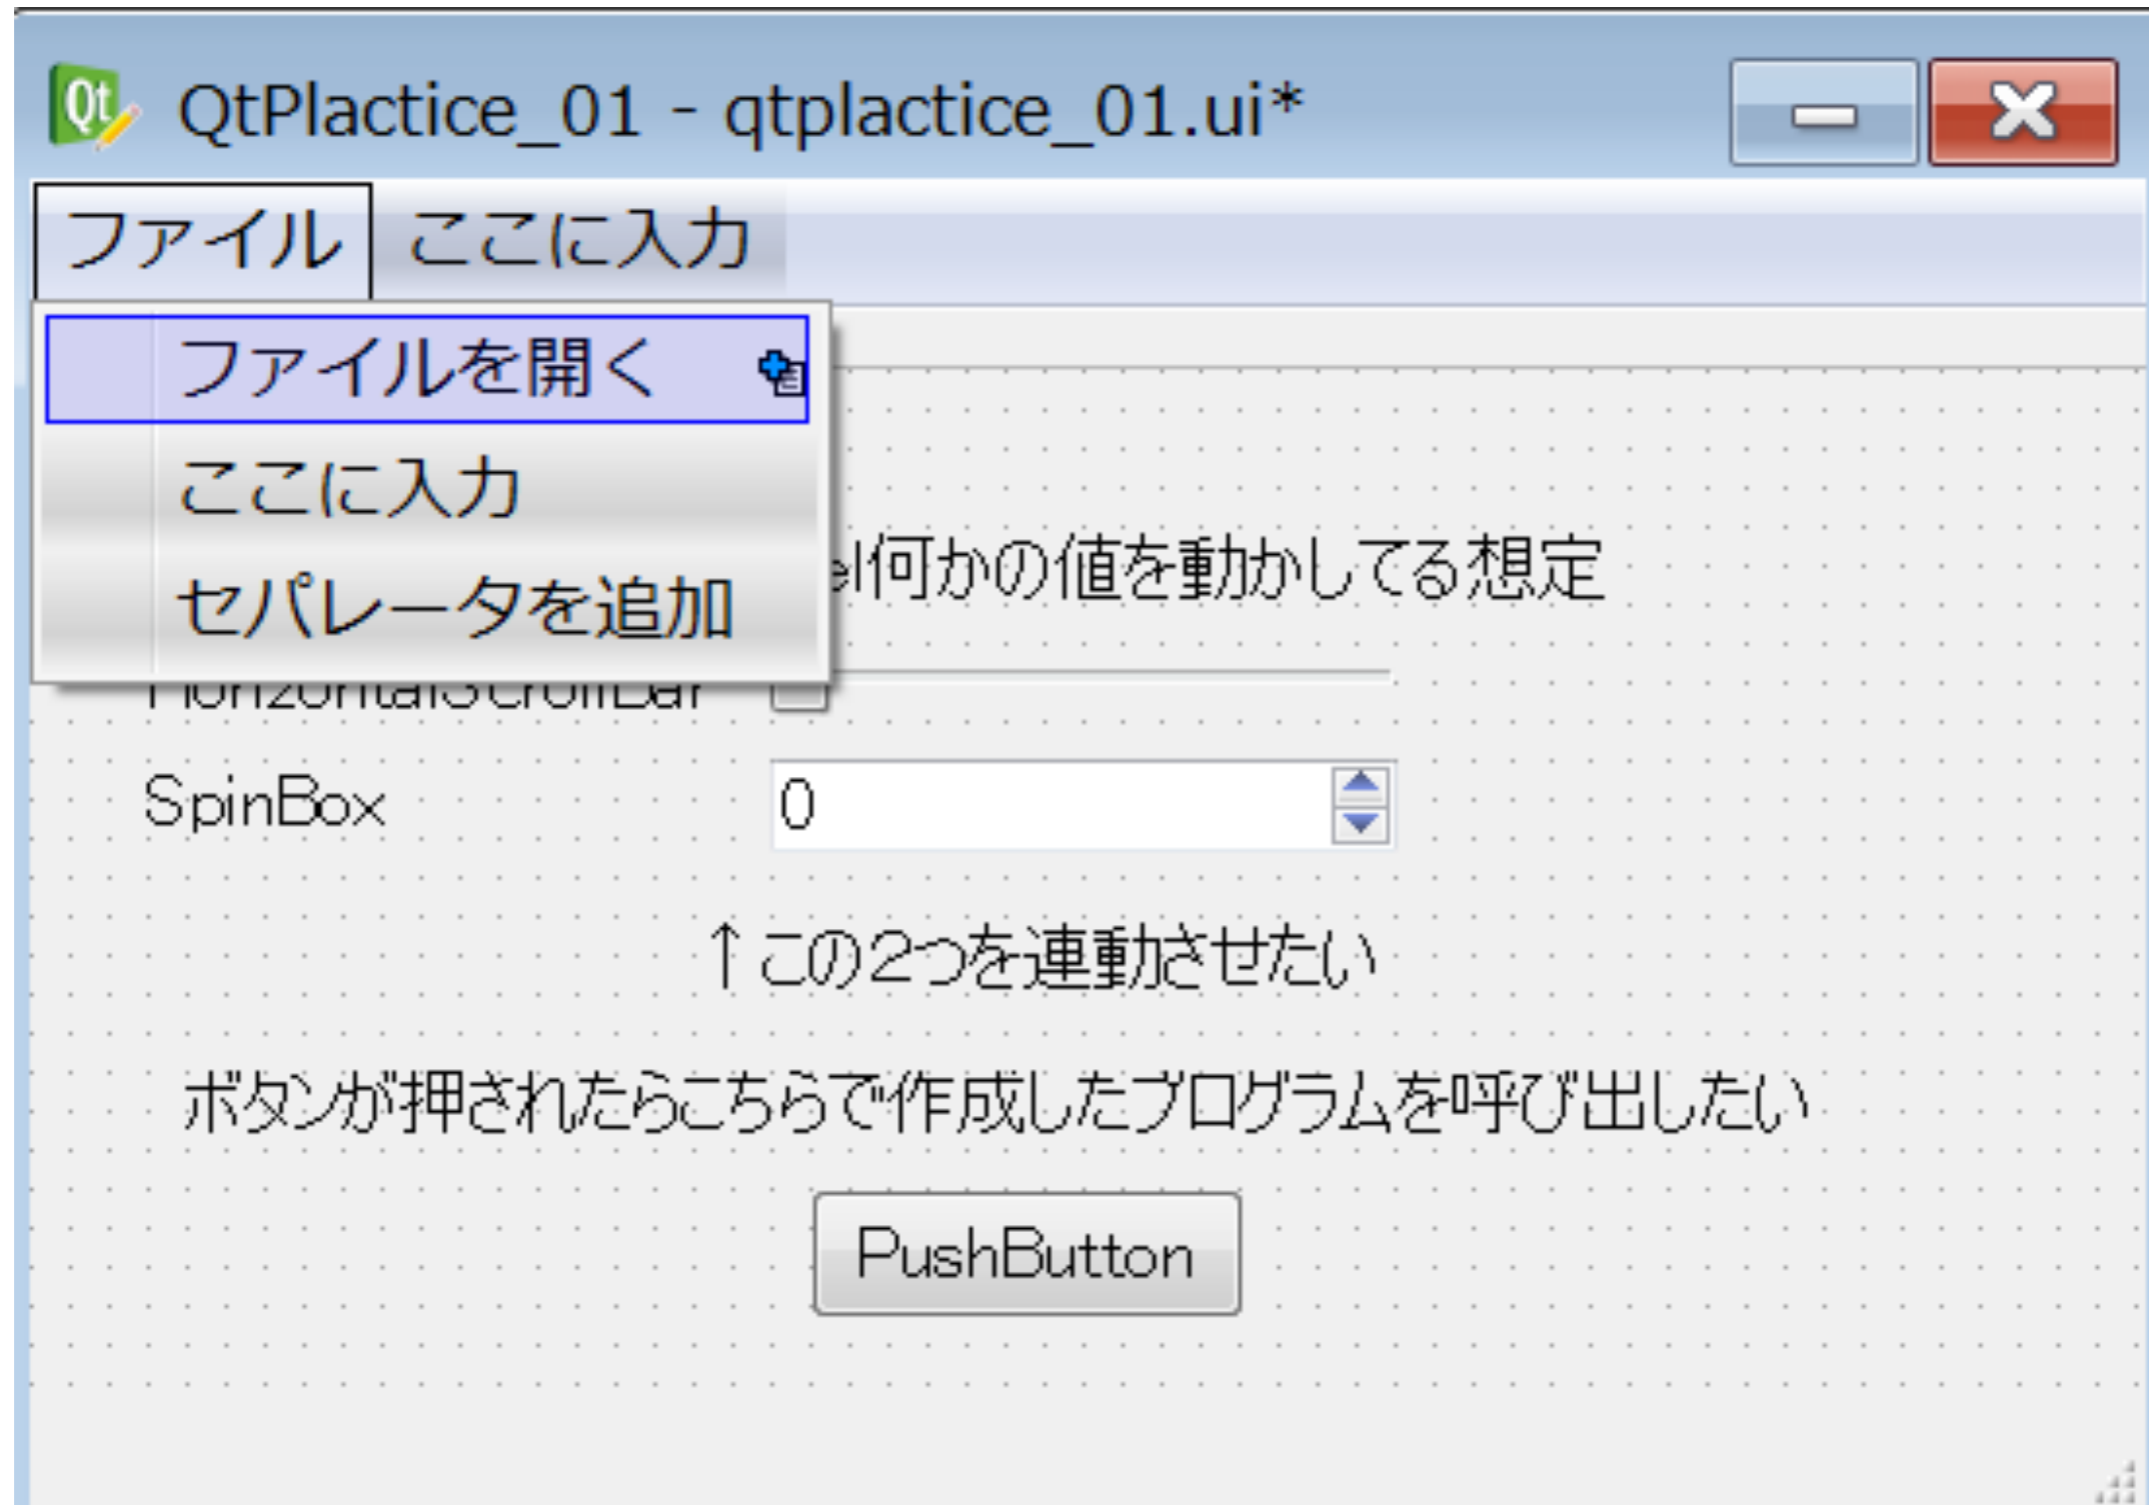 Qt QtPlactice_01 - qtplactice_01.ui*
ファイル ここに入力
ファイルを開く
ここに入力
セパレータを追加
何かの値を動かしてる想定
HorizontalScrollBar
SpinBox 0
↑この2つを連動させたい
ボタンが押されたらこちらで作成したプログラムを呼び出したい
PushButton